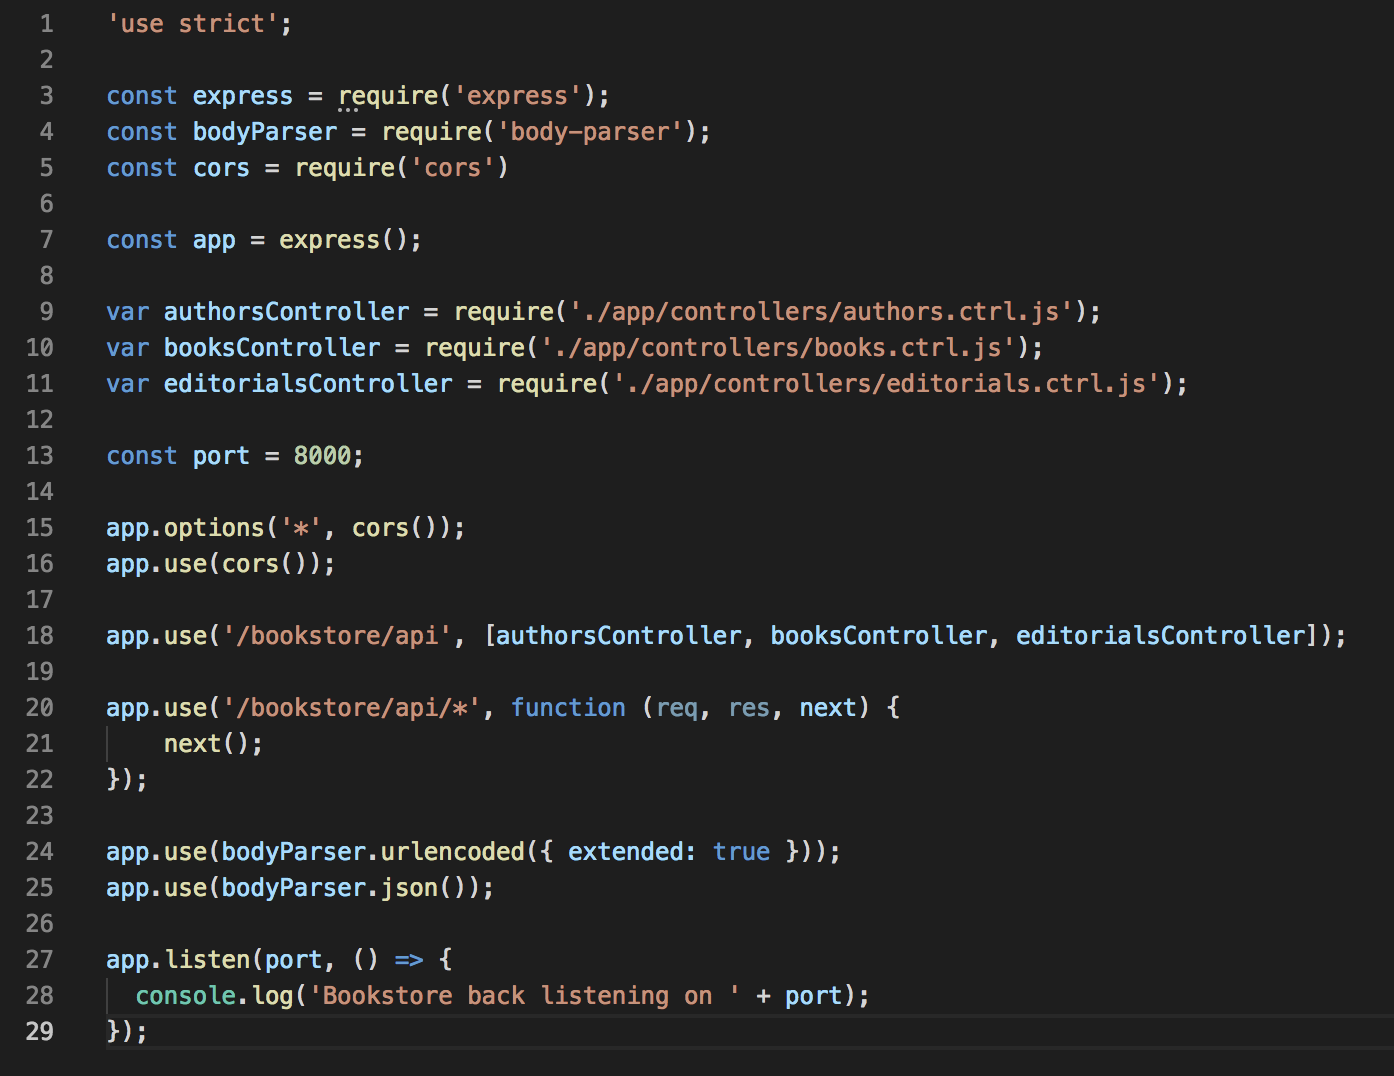 1 'use strict';
2
3 const express = require('express');
4 const bodyParser = require('body-parser');
5 const cors = require('cors')
6
7 const app = express();
8
9 var authorsController = require('./app/controllers/authors.ctrl.js');
10 var booksController = require('./app/controllers/books.ctrl.js');
11 var editorialsController = require('./app/controllers/editorials.ctrl.js');
12
13 const port = 8000;
14
15 app.options('*', cors());
16 app.use(cors());
17
18 app.use('/bookstore/api', [authorsController, booksController, editorialsController]);
19
20 app.use('/bookstore/api/*', function (req, res, next) {
21     next();
22 });
23
24 app.use(bodyParser.urlencoded({ extended: true }));
25 app.use(bodyParser.json());
26
27 app.listen(port, () => {
28   console.log('Bookstore back listening on ' + port);
29 });